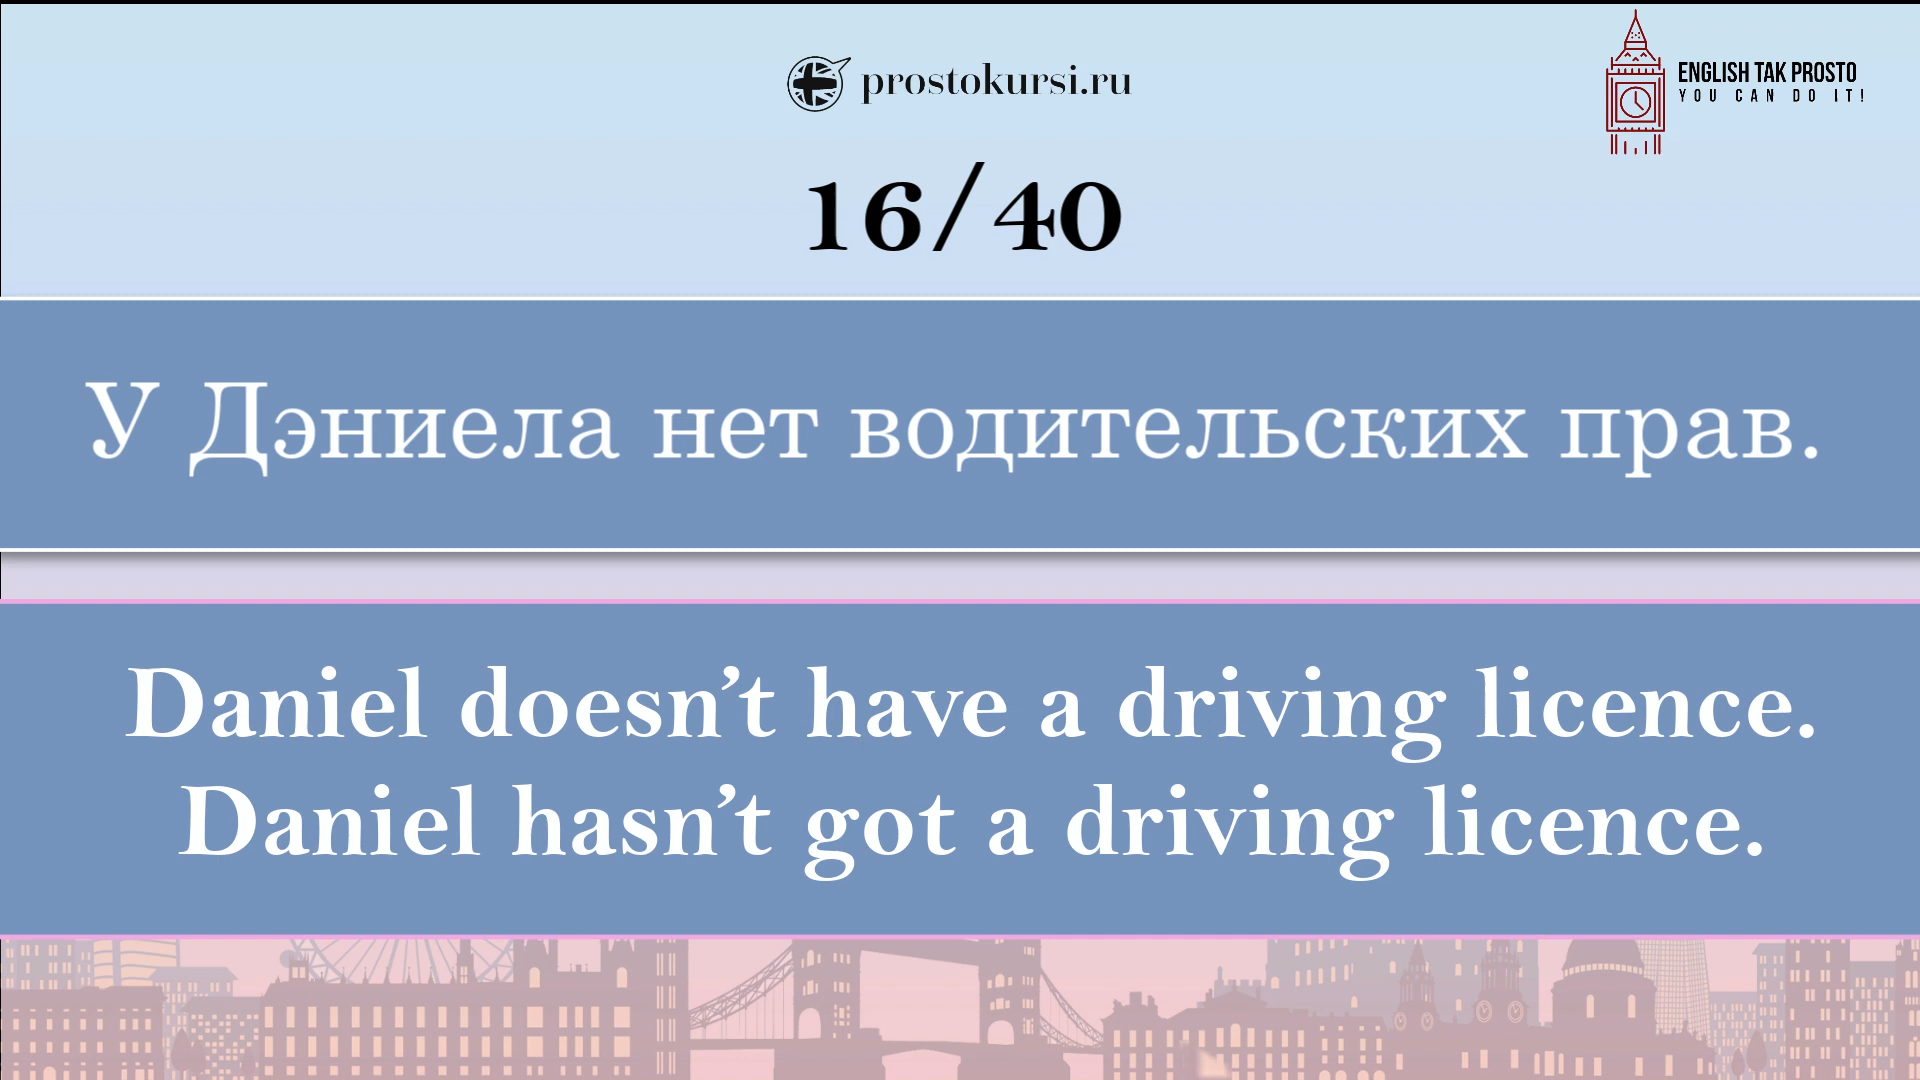 prostokursi.ru
ENGLISH TAK PROSTO
YOU CAN DO IT!
16/40
У Дэниела нет водительских прав.
Daniel doesn’t have a driving licence.
Daniel hasn’t got a driving licence.